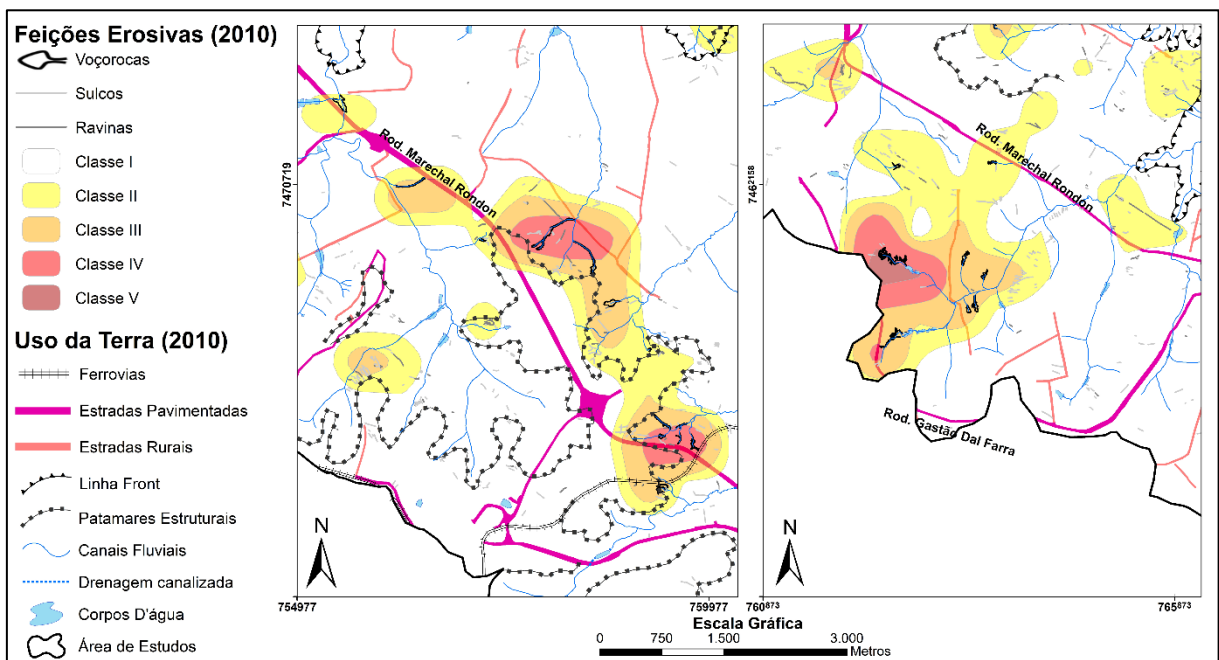 Feições Erosivas (2010)
Voçorocas
Sulcos
Ravinas
Classe I
Classe II
Classe III
Classe IV
Classe V
Uso da Terra (2010)
Ferrovias
Estradas Pavimentadas
Estradas Rurais
Linha Front
Patamares Estruturais
Canais Fluviais
Drenagem canalizada
Corpos D'água
Área de Estudos
7470719
Rod. Marechal Rondon
N
754977
759977
7462158
Rod. Marechal Rondon
Rod. Gastão Dal Farra
N
760873
765873
Escala Gráfica
0 750 1.500 3.000
Metros